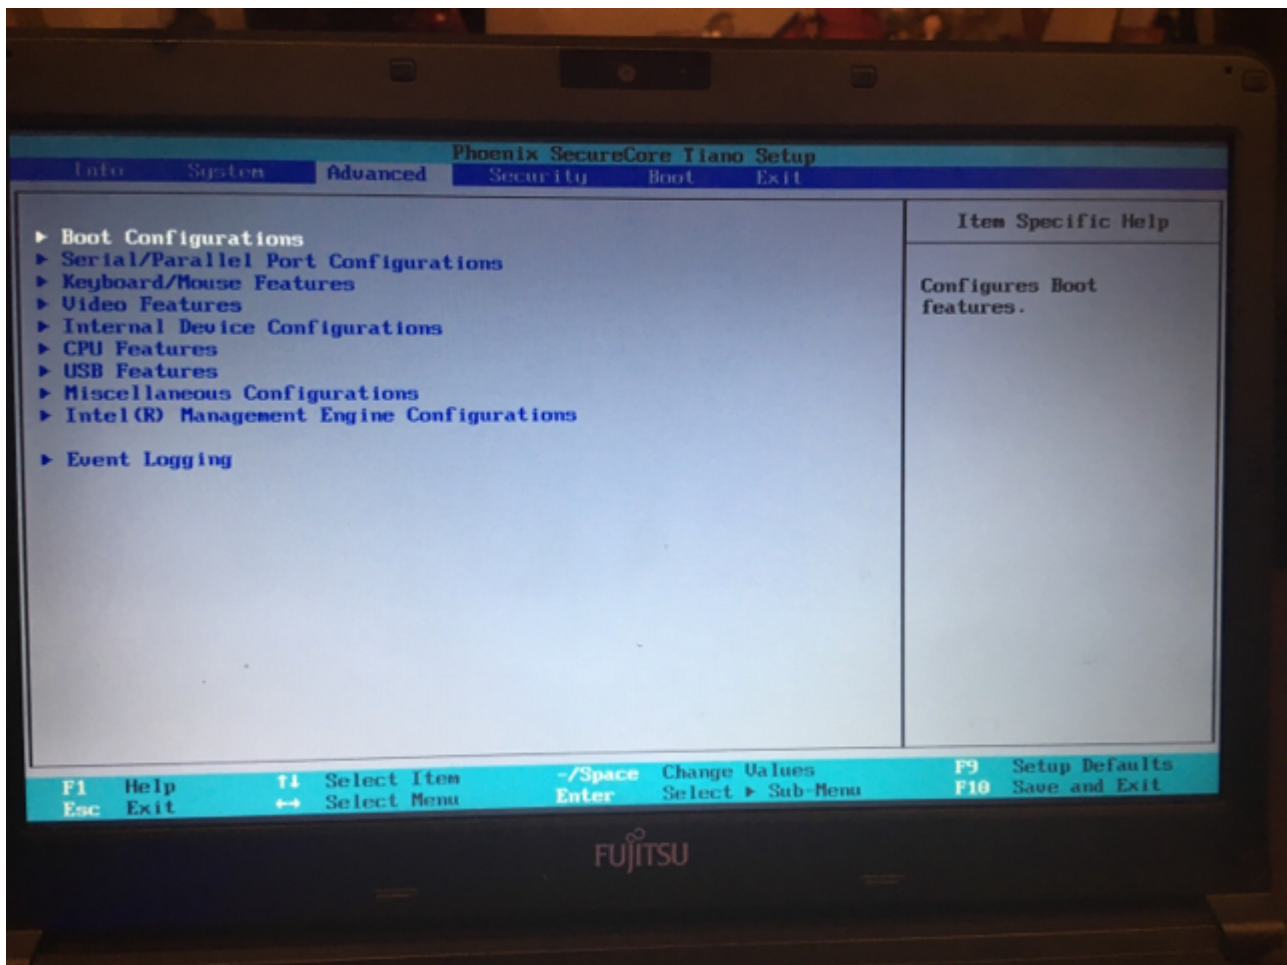 Phoenix SecureCore Tiano Setup
Info System Advanced Security Boot Exit
Item Specific Help
▶ Boot Configurations
▶ Serial/Parallel Port Configurations
▶ Keyboard/Mouse Features
▶ Video Features
▶ Internal Device Configurations
▶ CPU Features
▶ USB Features
▶ Miscellaneous Configurations
▶ Intel(R) Management Engine Configurations
▶ Event Logging
Configures Boot
features.
F1 Help ↑↓ Select Item -/Space Change Values F9 Setup Defaults
Esc Exit ↔ Select Menu Enter Select ▶ Sub-Menu F10 Save and Exit
FUJITSU